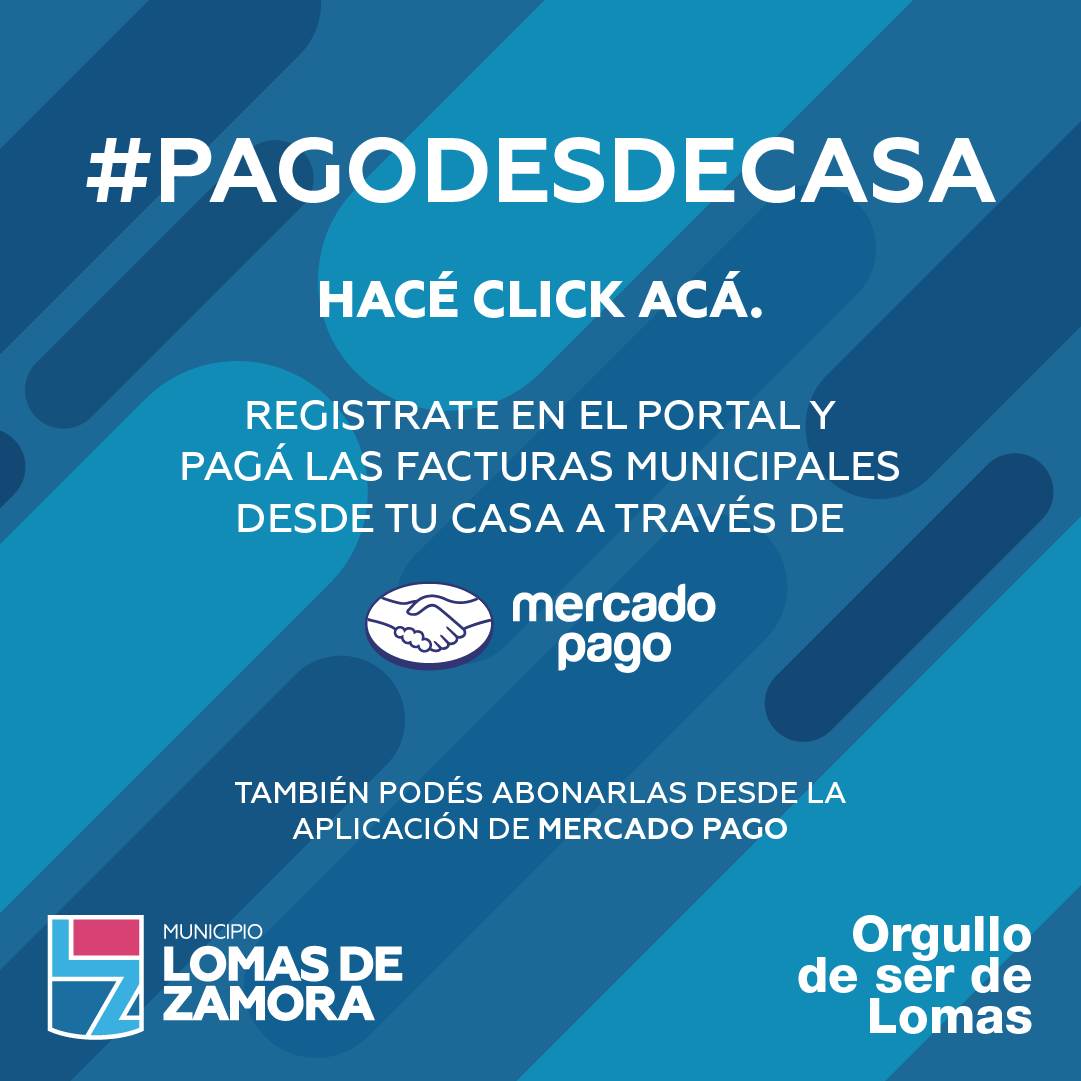 #PAGODESDECASA
HACÉ CLICK ACÁ.
REGISTRATE EN EL PORTAL Y
PAGÁ LAS FACTURAS MUNICIPALES
DESDE TU CASA A TRAVÉS DE
mercado
pago
TAMBIÉN PODÉS ABONARLAS DESDE LA
APLICACIÓN DE MERCADO PAGO
MUNICIPIO
LOMAS DE
ZAMORA
Orgullo
de ser de
Lomas